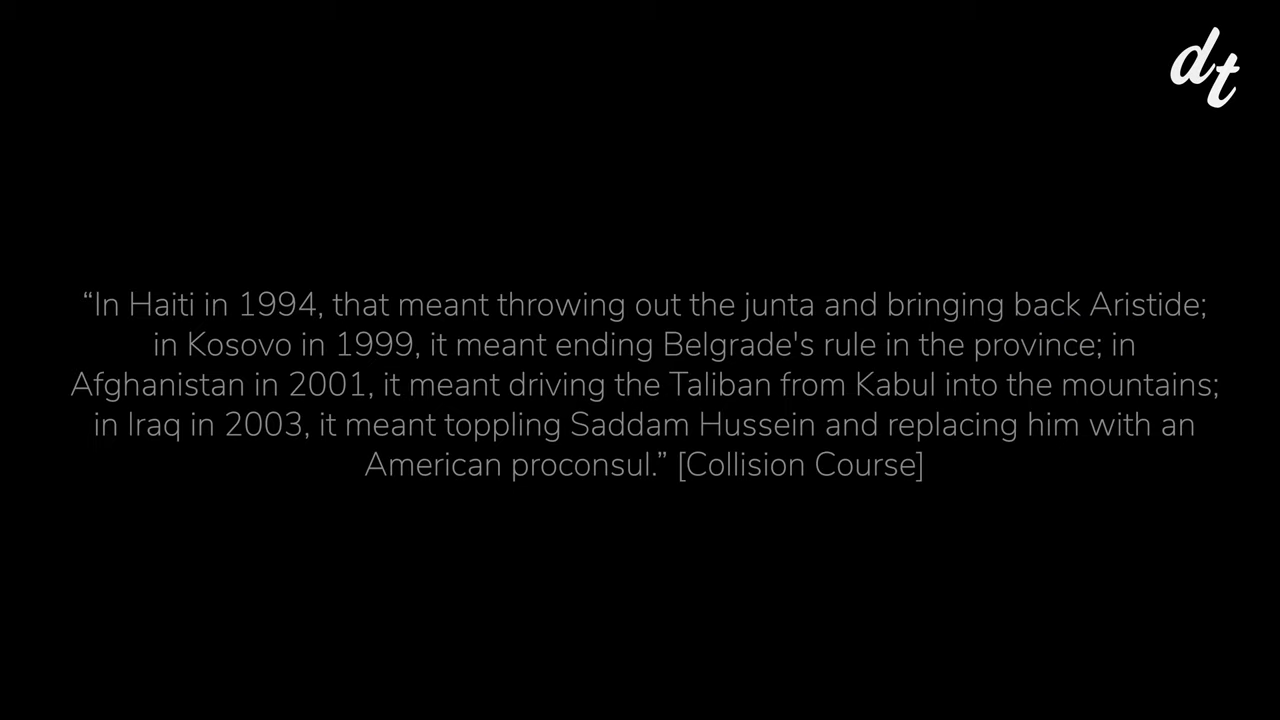 dt
“In Haiti in 1994, that meant throwing out the junta and bringing back Aristide;
in Kosovo in 1999, it meant ending Belgrade's rule in the province; in
Afghanistan in 2001, it meant driving the Taliban from Kabul into the mountains;
in Iraq in 2003, it meant toppling Saddam Hussein and replacing him with an
American proconsul.” [Collision Course]